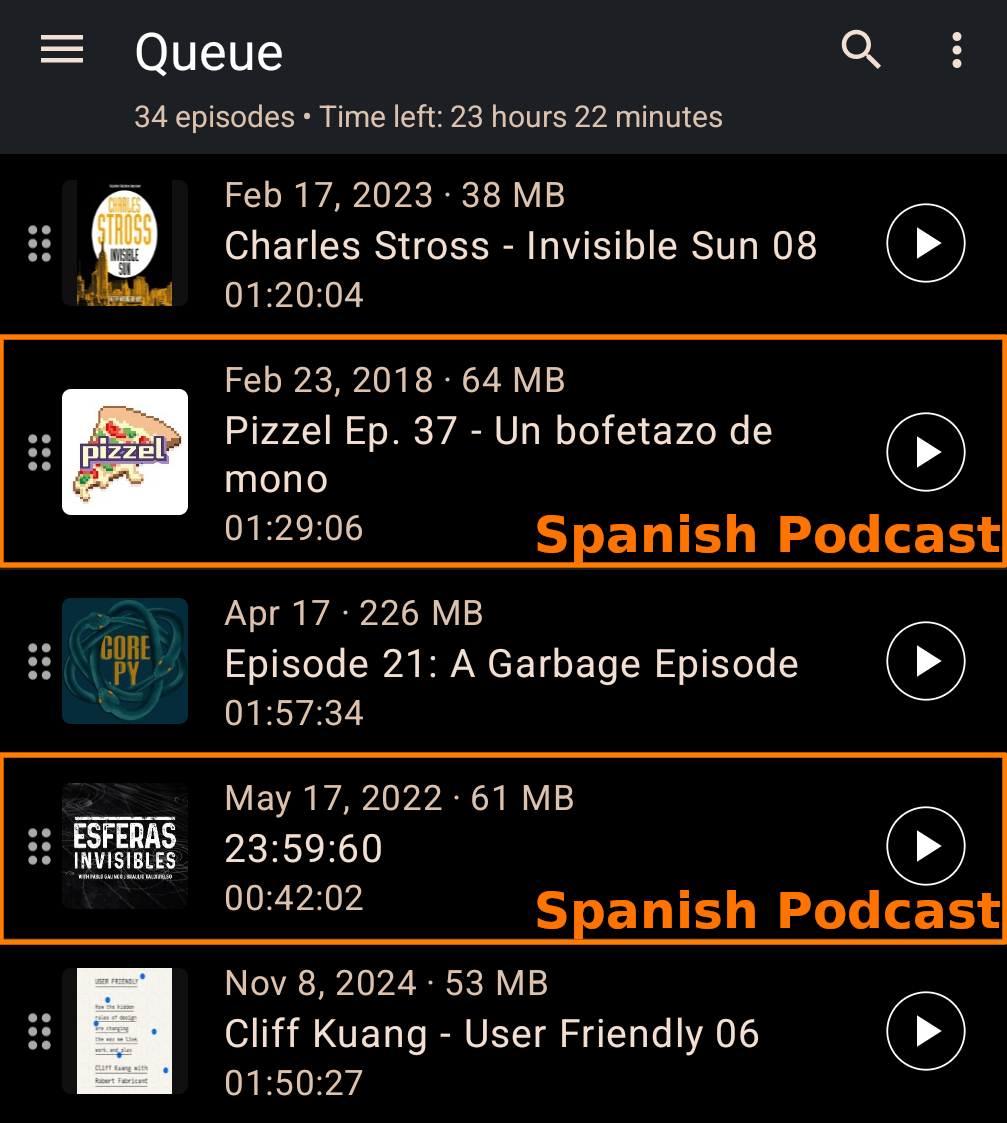 Queue
34 episodes • Time left: 23 hours 22 minutes
Feb 17, 2023 · 38 MB
CHARLES
STROSS
INVISIBLE
SUN
Charles Stross - Invisible Sun 08
01:20:04
Feb 23, 2018 · 64 MB
pizzel
Pizzel Ep. 37 - Un bofetazo de
mono
01:29:06
Spanish Podcast
Apr 17 · 226 MB
CORE
PY
Episode 21: A Garbage Episode
01:57:34
May 17, 2022 · 61 MB
ESFERAS
INVISIBLES
23:59:60
00:42:02
Spanish Podcast
Nov 8, 2024 · 53 MB
USER FRIENDLY
How the hidden
rules of design
are changing
the way we live,
work, and play
Cliff Kuang with
Robert Fabricant
Cliff Kuang - User Friendly 06
01:50:27